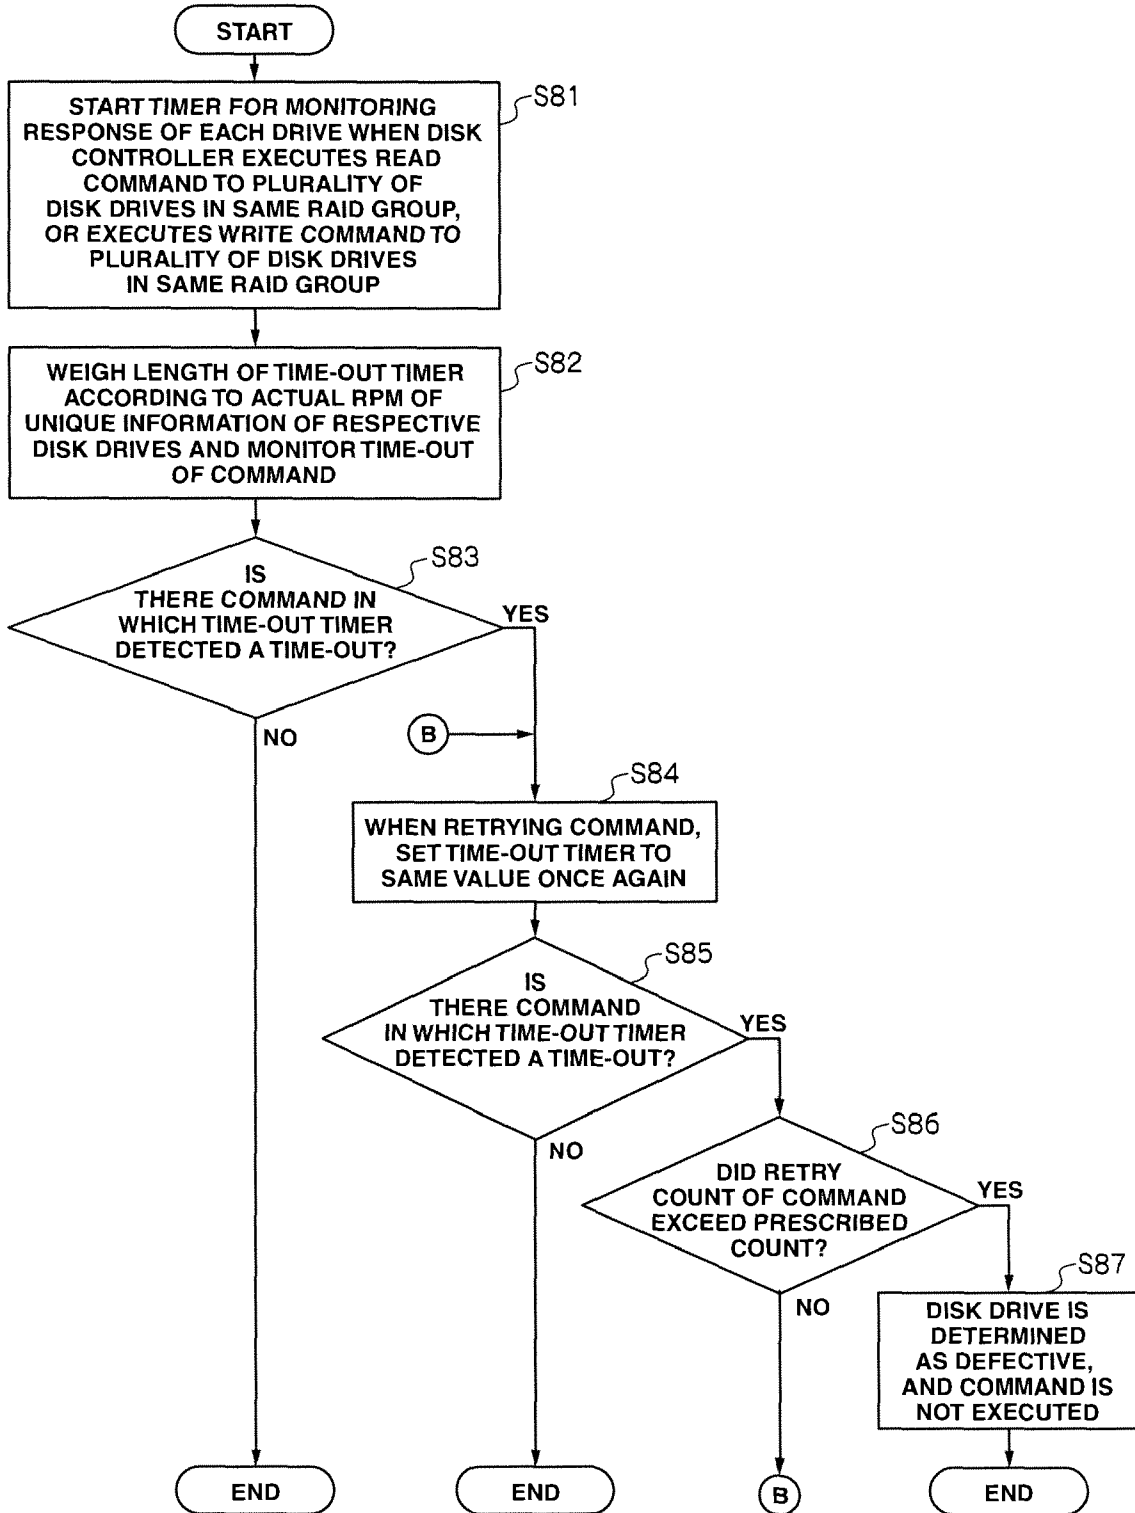 START
S81
START TIMER FOR MONITORING
RESPONSE OF EACH DRIVE WHEN DISK
CONTROLLER EXECUTES READ
COMMAND TO PLURALITY OF
DISK DRIVES IN SAME RAID GROUP,
OR EXECUTES WRITE COMMAND TO
PLURALITY OF DISK DRIVES
IN SAME RAID GROUP
S82
WEIGH LENGTH OF TIME-OUT TIMER
ACCORDING TO ACTUAL RPM OF
UNIQUE INFORMATION OF RESPECTIVE
DISK DRIVES AND MONITOR TIME-OUT
OF COMMAND
S83
IS
THERE COMMAND IN
WHICH TIME-OUT TIMER
DETECTED A TIME-OUT?
YES
NO
B
S84
WHEN RETRYING COMMAND,
SET TIME-OUT TIMER TO
SAME VALUE ONCE AGAIN
S85
IS
THERE COMMAND
IN WHICH TIME-OUT TIMER
DETECTED A TIME-OUT?
YES
NO
S86
DID RETRY
COUNT OF COMMAND
EXCEED PRESCRIBED
COUNT?
YES
NO
S87
DISK DRIVE IS
DETERMINED
AS DEFECTIVE,
AND COMMAND IS
NOT EXECUTED
END
END
B
END